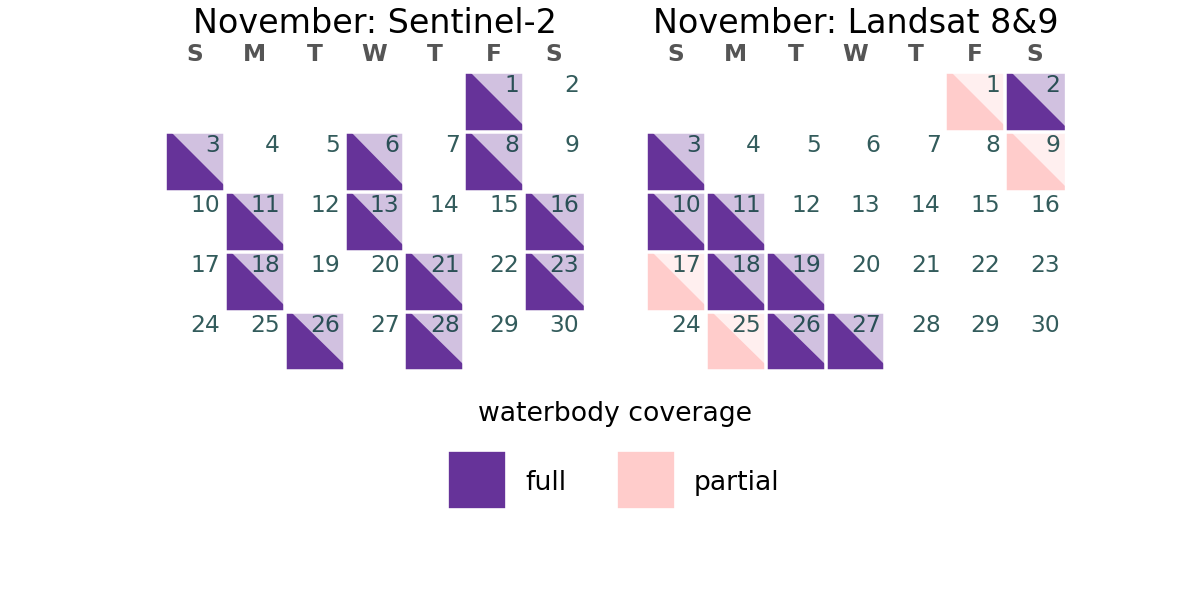 November: Sentinel-2
S M T W T F S
1 2
3 4 5 6 7 8 9
10 11 12 13 14 15 16
17 18 19 20 21 22 23
24 25 26 27 28 29 30
November: Landsat 8&9
S M T W T F S
1 2
3 4 5 6 7 8 9
10 11 12 13 14 15 16
17 18 19 20 21 22 23
24 25 26 27 28 29 30
waterbody coverage
full partial